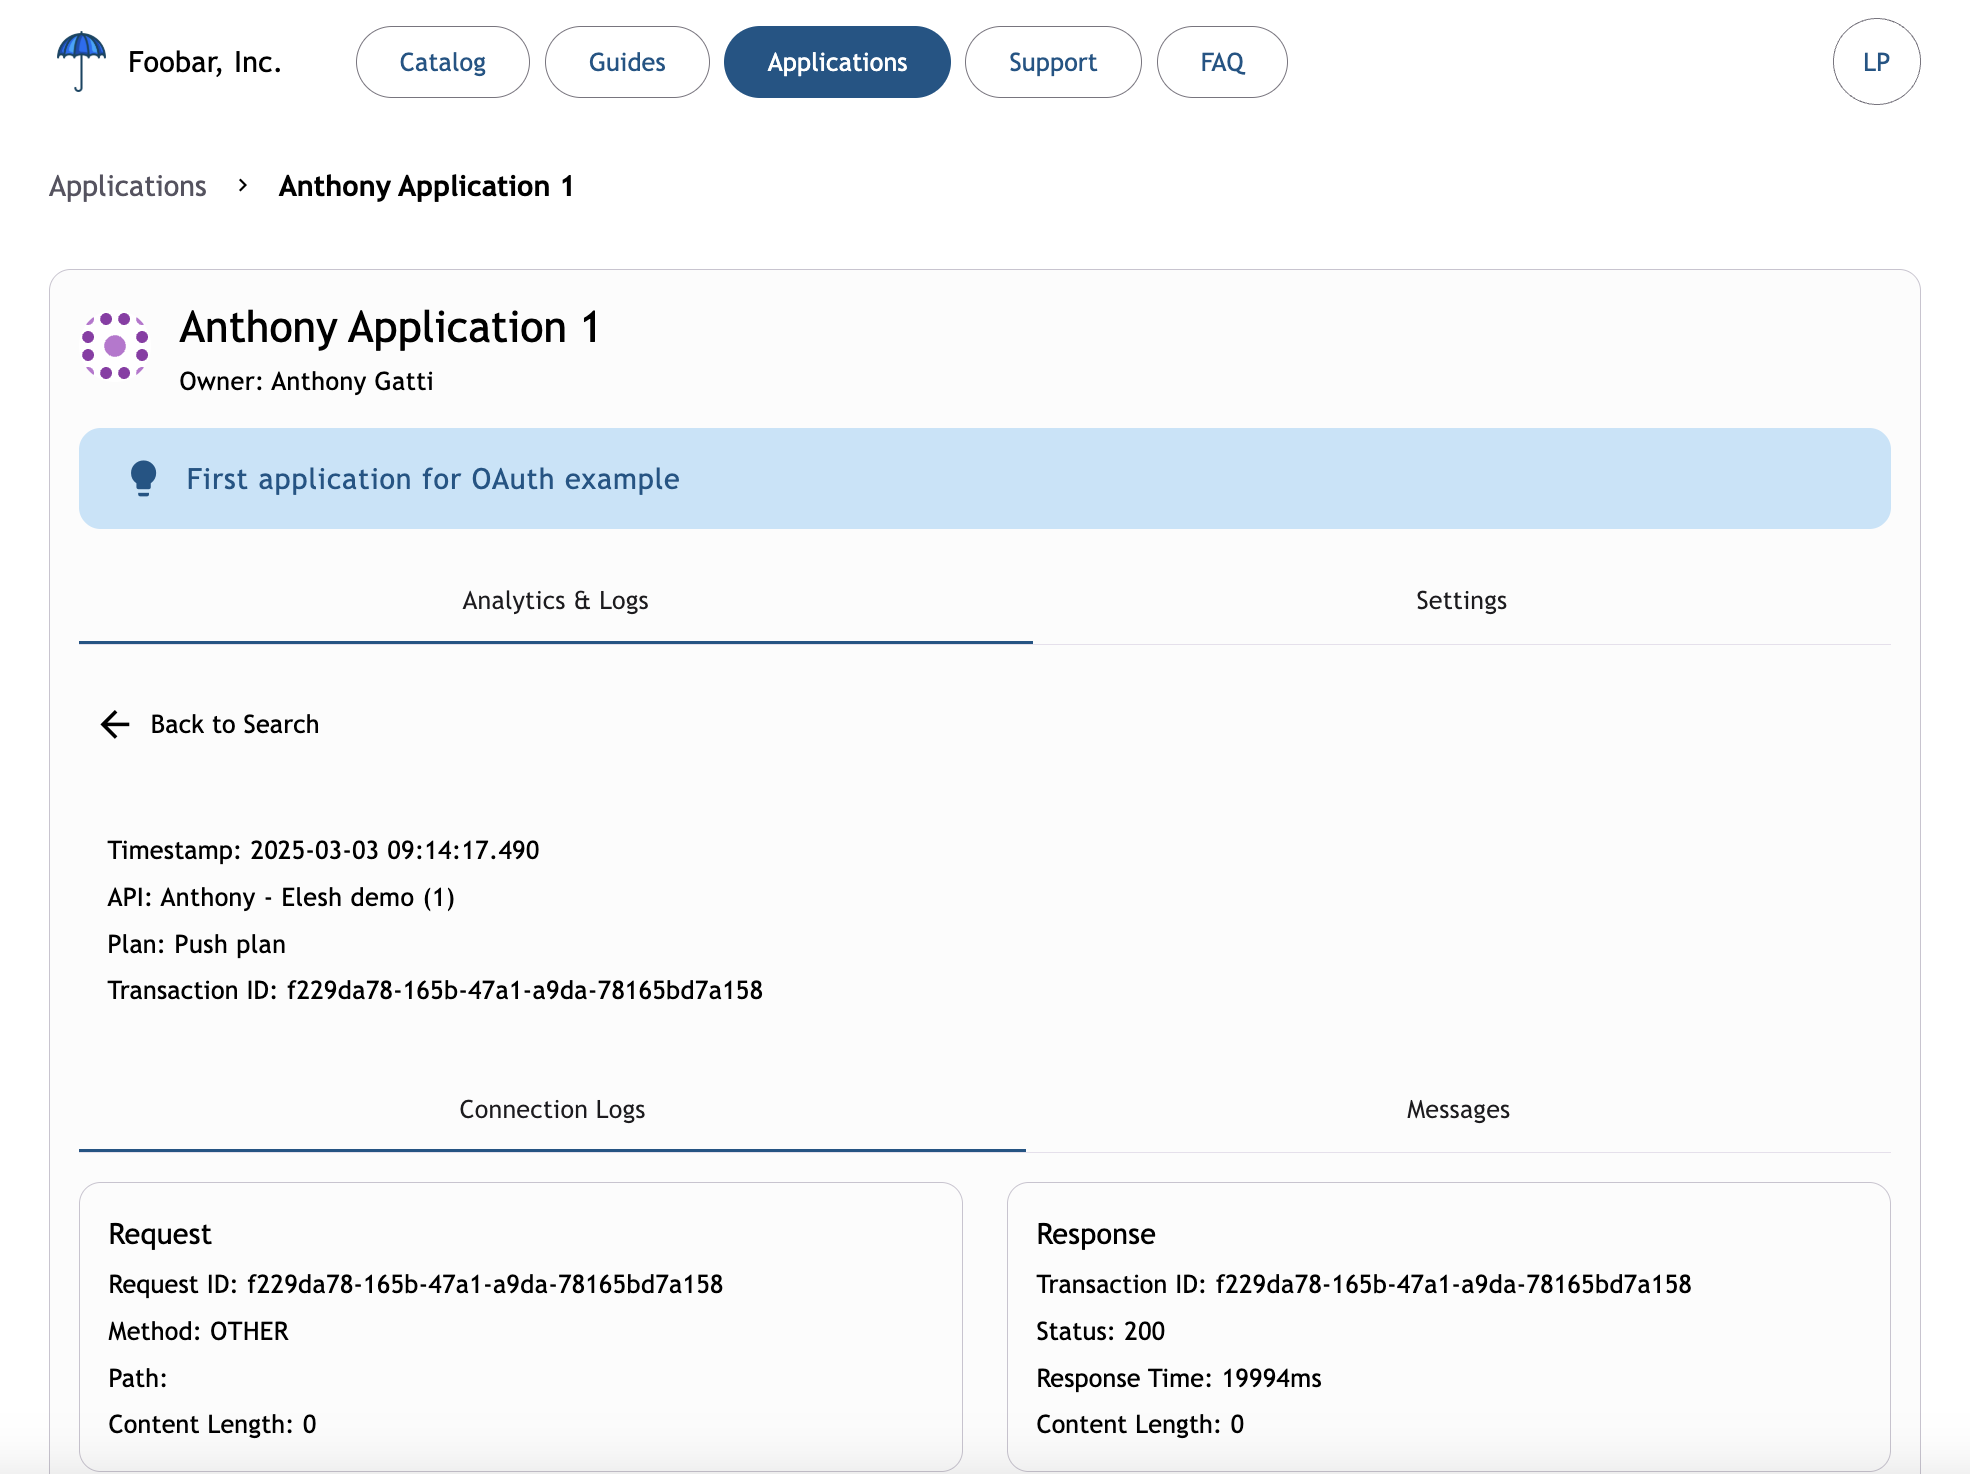 Foobar, Inc.
Catalog
Guides
Applications
Support
FAQ
LP
Applications > Anthony Application 1
Anthony Application 1
Owner: Anthony Gatti
First application for OAuth example
Analytics & Logs
Settings
Back to Search
Timestamp: 2025-03-03 09:14:17.490
API: Anthony - Elesh demo (1)
Plan: Push plan
Transaction ID: f229da78-165b-47a1-a9da-78165bd7a158
Connection Logs
Messages
Request
Request ID: f229da78-165b-47a1-a9da-78165bd7a158
Method: OTHER
Path:
Content Length: 0
Response
Transaction ID: f229da78-165b-47a1-a9da-78165bd7a158
Status: 200
Response Time: 19994ms
Content Length: 0